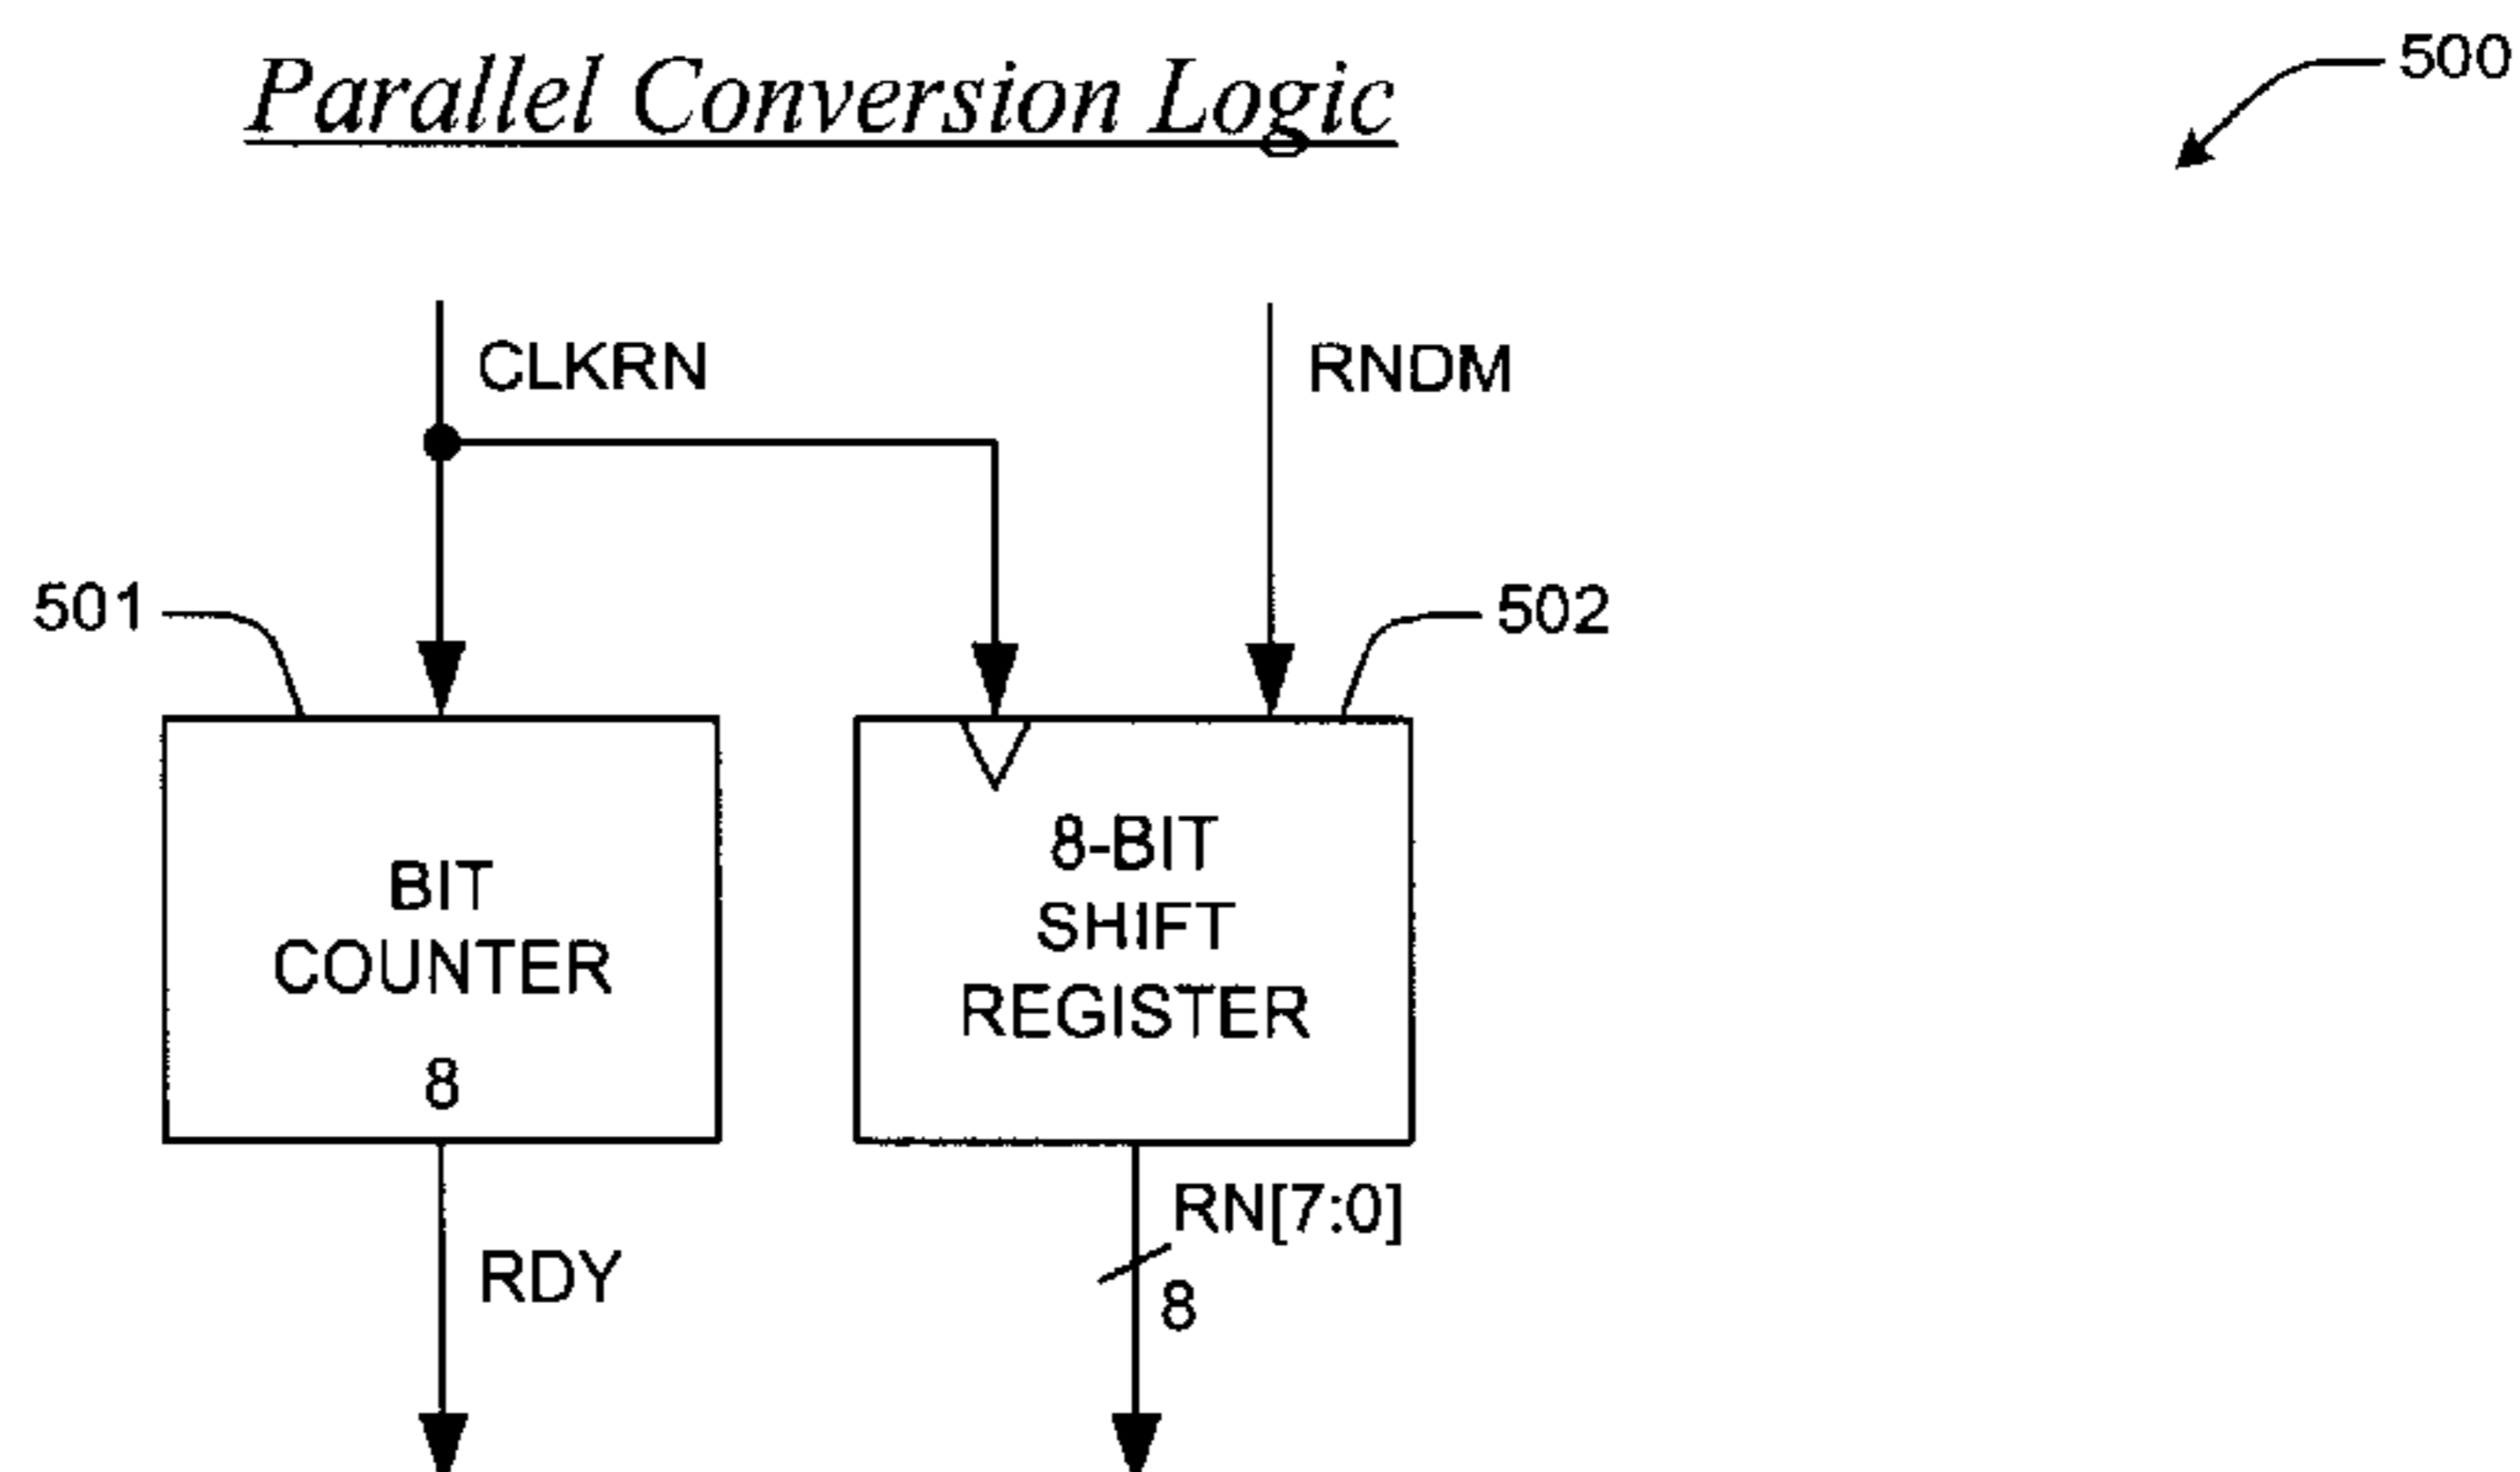 Parallel Conversion Logic
500
CLKRN
RNDM
501
502
BIT
COUNTER
8
8-BIT
SHIFT
REGISTER
RDY
RN[7:0]
8